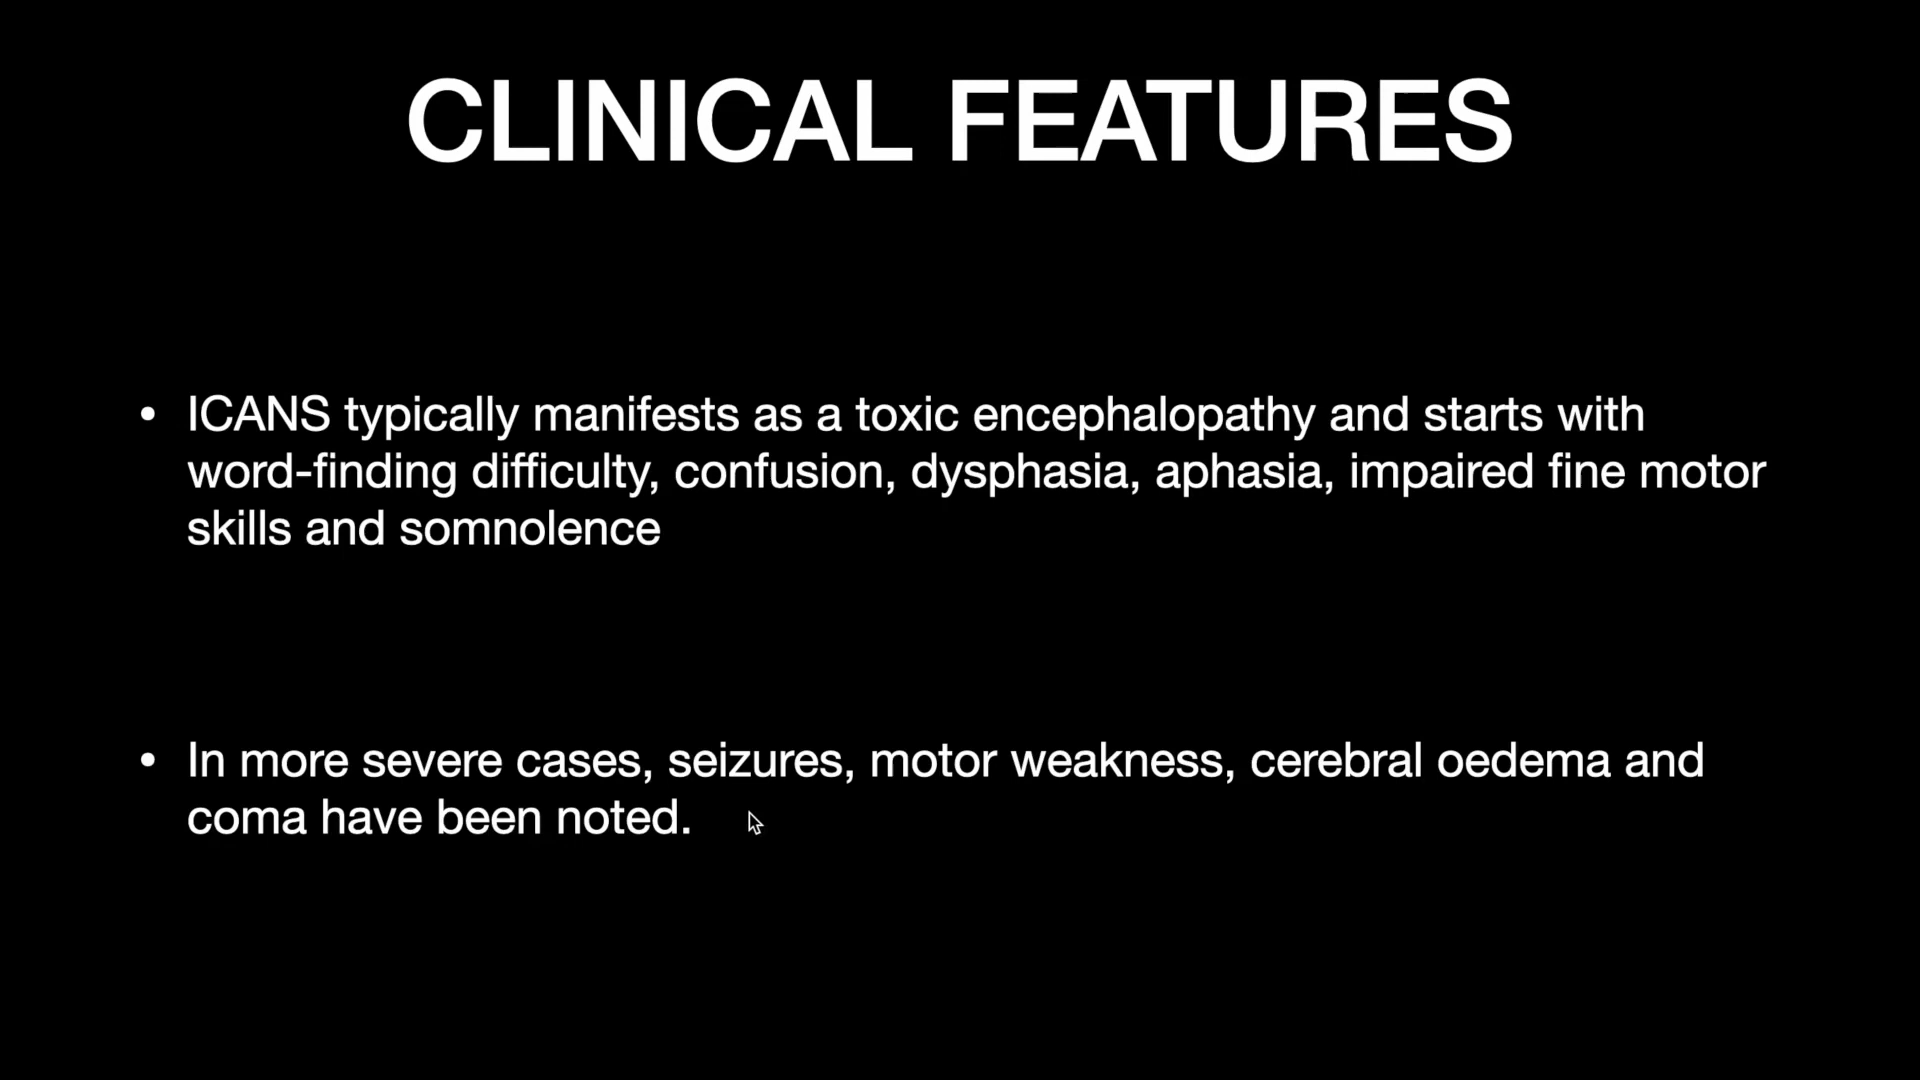 CLINICAL FEATURES
• ICANS typically manifests as a toxic encephalopathy and starts with
word-finding difficulty, confusion, dysphasia, aphasia, impaired fine motor
skills and somnolence
• In more severe cases, seizures, motor weakness, cerebral oedema and
coma have been noted.